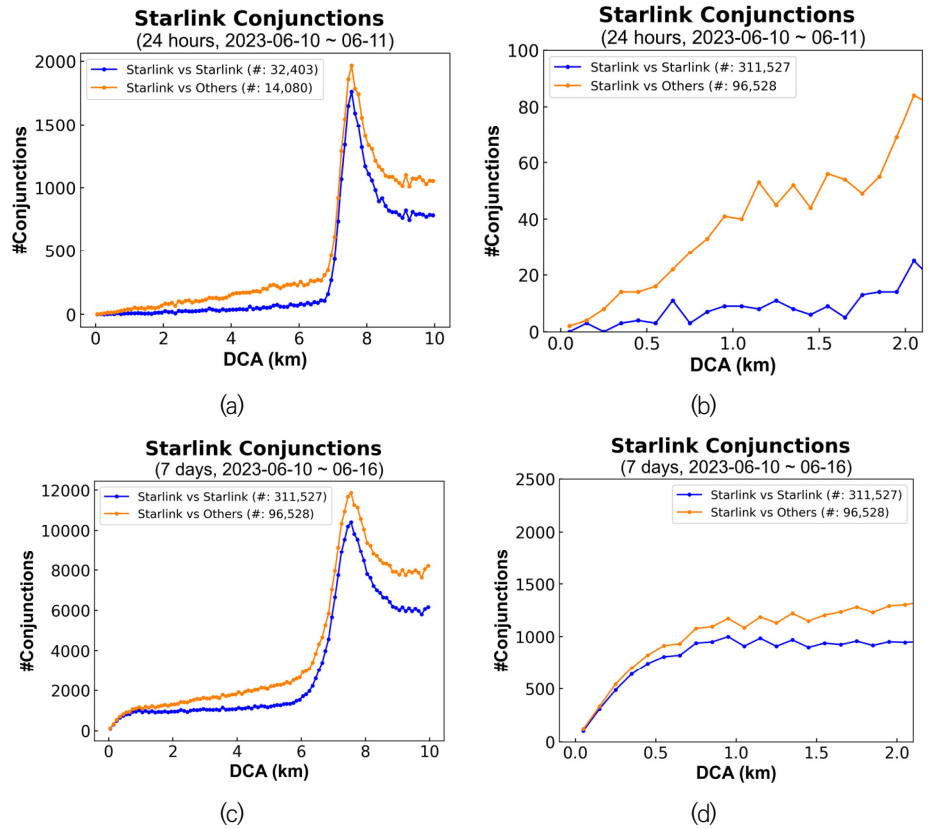 Starlink Conjunctions
(24 hours, 2023-06-10 ~ 06-11)
Starlink vs Starlink (#: 32,403)
Starlink vs Others (#: 14,080)
#Conjunctions
2000
1500
1000
500
0
0
2
4
6
8
10
DCA (km)
(a)
Starlink Conjunctions
(24 hours, 2023-06-10 ~ 06-11)
Starlink vs Starlink (#: 311,527
Starlink vs Others (#: 96,528
#Conjunctions
100
80
60
40
20
0
0.0
0.5
1.0
1.5
2.0
DCA (km)
(b)
Starlink Conjunctions
(7 days, 2023-06-10 ~ 06-16)
Starlink vs Starlink (#: 311,527)
Starlink vs Others (#: 96,528)
#Conjunctions
12000
10000
8000
6000
4000
2000
0
0
2
4
6
8
10
DCA (km)
(c)
Starlink Conjunctions
(7 days, 2023-06-10 ~ 06-16)
Starlink vs Starlink (#: 311,527)
Starlink vs Others (#: 96,528)
#Conjunctions
2500
2000
1500
1000
500
0
0.0
0.5
1.0
1.5
2.0
DCA (km)
(d)